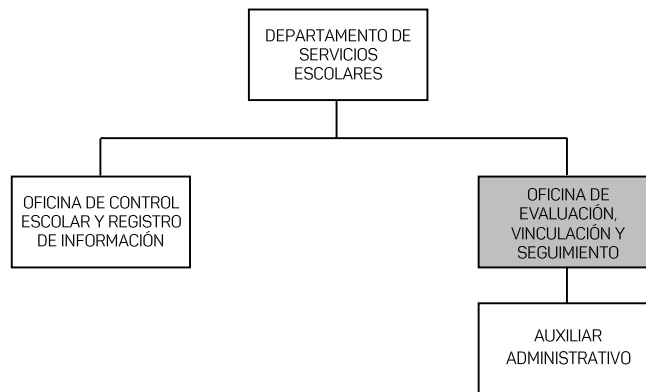 DEPARTAMENTO DE
SERVICIOS
ESCOLARES
OFICINA DE CONTROL
ESCOLAR Y REGISTRO
DE INFORMACIÓN
OFICINA DE
EVALUACIÓN,
VINCULACIÓN Y
SEGUIMIENTO
AUXILIAR
ADMINISTRATIVO